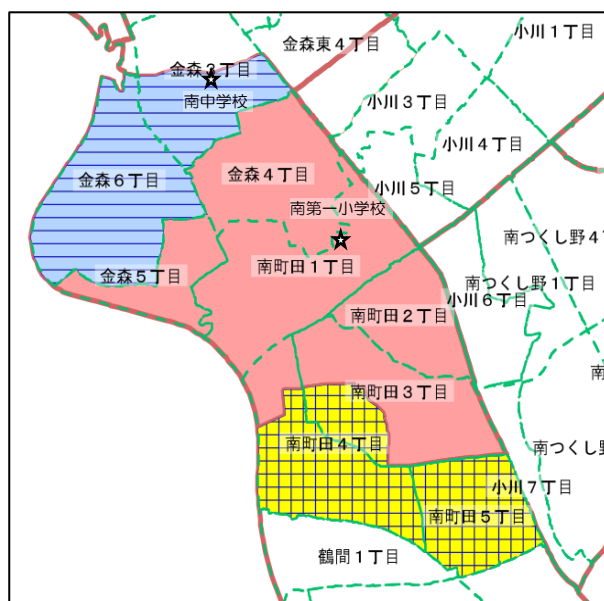 小川1丁目
金森東4丁目
金森2丁目
南中学校
小川3丁目
小川4丁目
金森6丁目
金森4丁目
小川5丁目
南第一小学校
南つくし野4
金森5丁目
南町田1丁目
南つくし野1丁目
小川6丁目
南町田2丁目
南
南町田3丁目
南町田4丁目
南つくし野
小川7丁目
南町田5丁目
鶴間1丁目